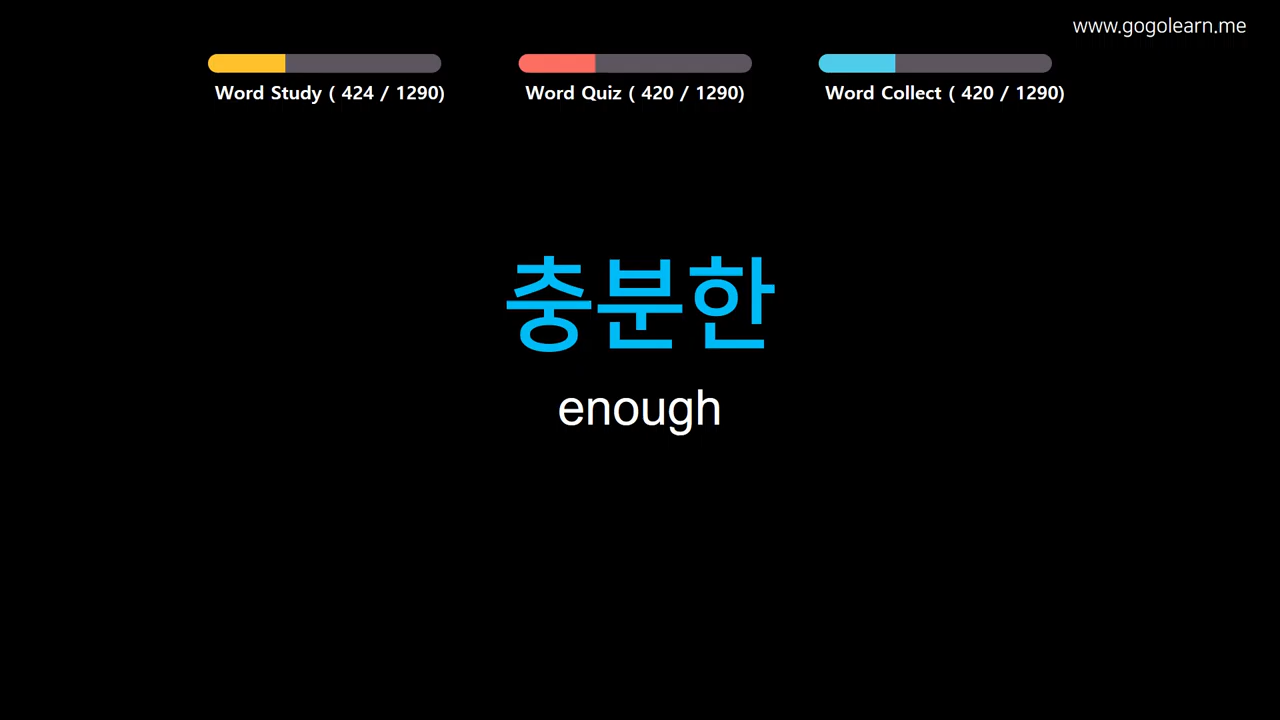 www.gogolearn.me
Word Study ( 424 / 1290)
Word Quiz ( 420 / 1290)
Word Collect ( 420 / 1290)
충분한
enough